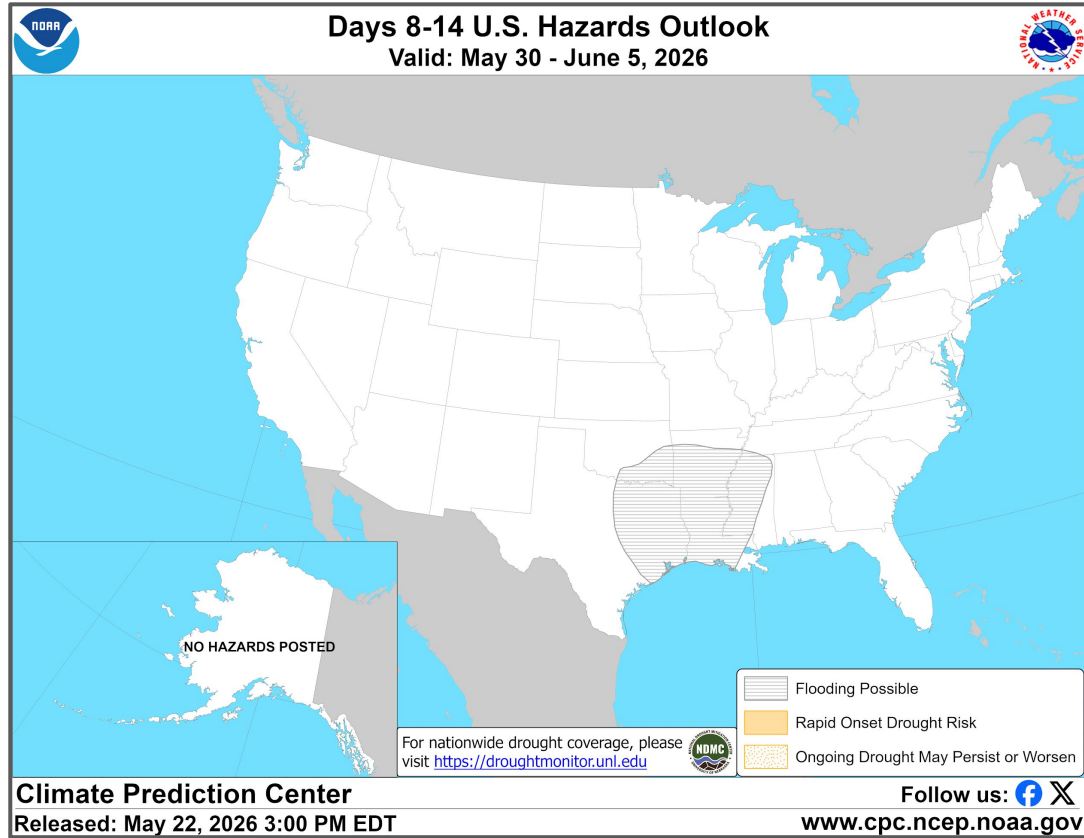 NOAA
Days 8-14 U.S. Hazards Outlook
Valid: May 30 - June 5, 2026
NATIONAL WEATHER SERVICE
NO HAZARDS POSTED
For nationwide drought coverage, please
visit https://droughtmonitor.unl.edu
NDMC
Flooding Possible
Rapid Onset Drought Risk
Ongoing Drought May Persist or Worsen
Climate Prediction Center
Released: May 22, 2026 3:00 PM EDT
Follow us:
www.cpc.ncep.noaa.gov